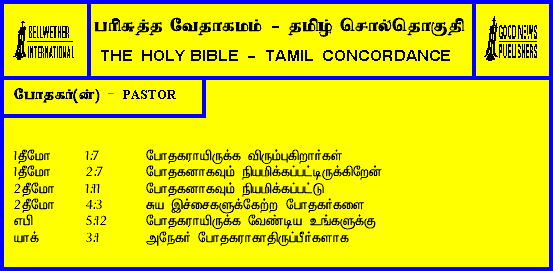 BELLWETHER
INTERNATIONAL
பரிசுத்த வேதாகமம் - தமிழ் சொல்தொகுதி
THE HOLY BIBLE - TAMIL CONCORDANCE
GOOD NEWS
PUBLISHERS
போதகர்(ன்) - PASTOR
1தீமோ 1:7 போதகராயிருக்க விரும்புகிறார்கள்
1தீமோ 2:7 போதகனாகவும் நியமிக்கப்பட்டிருக்கிறேன்
2தீமோ 1:11 போதகனாகவும் நியமிக்கப்பட்டு
2தீமோ 4:3 சுய இச்சைகளுக்கேற்ற போதகர்களை
எபி 5:12 போதகராயிருக்க வேண்டிய உங்களுக்கு
யாக் 3:1 அநேகர் போதகராகாதிருப்பீர்களாக